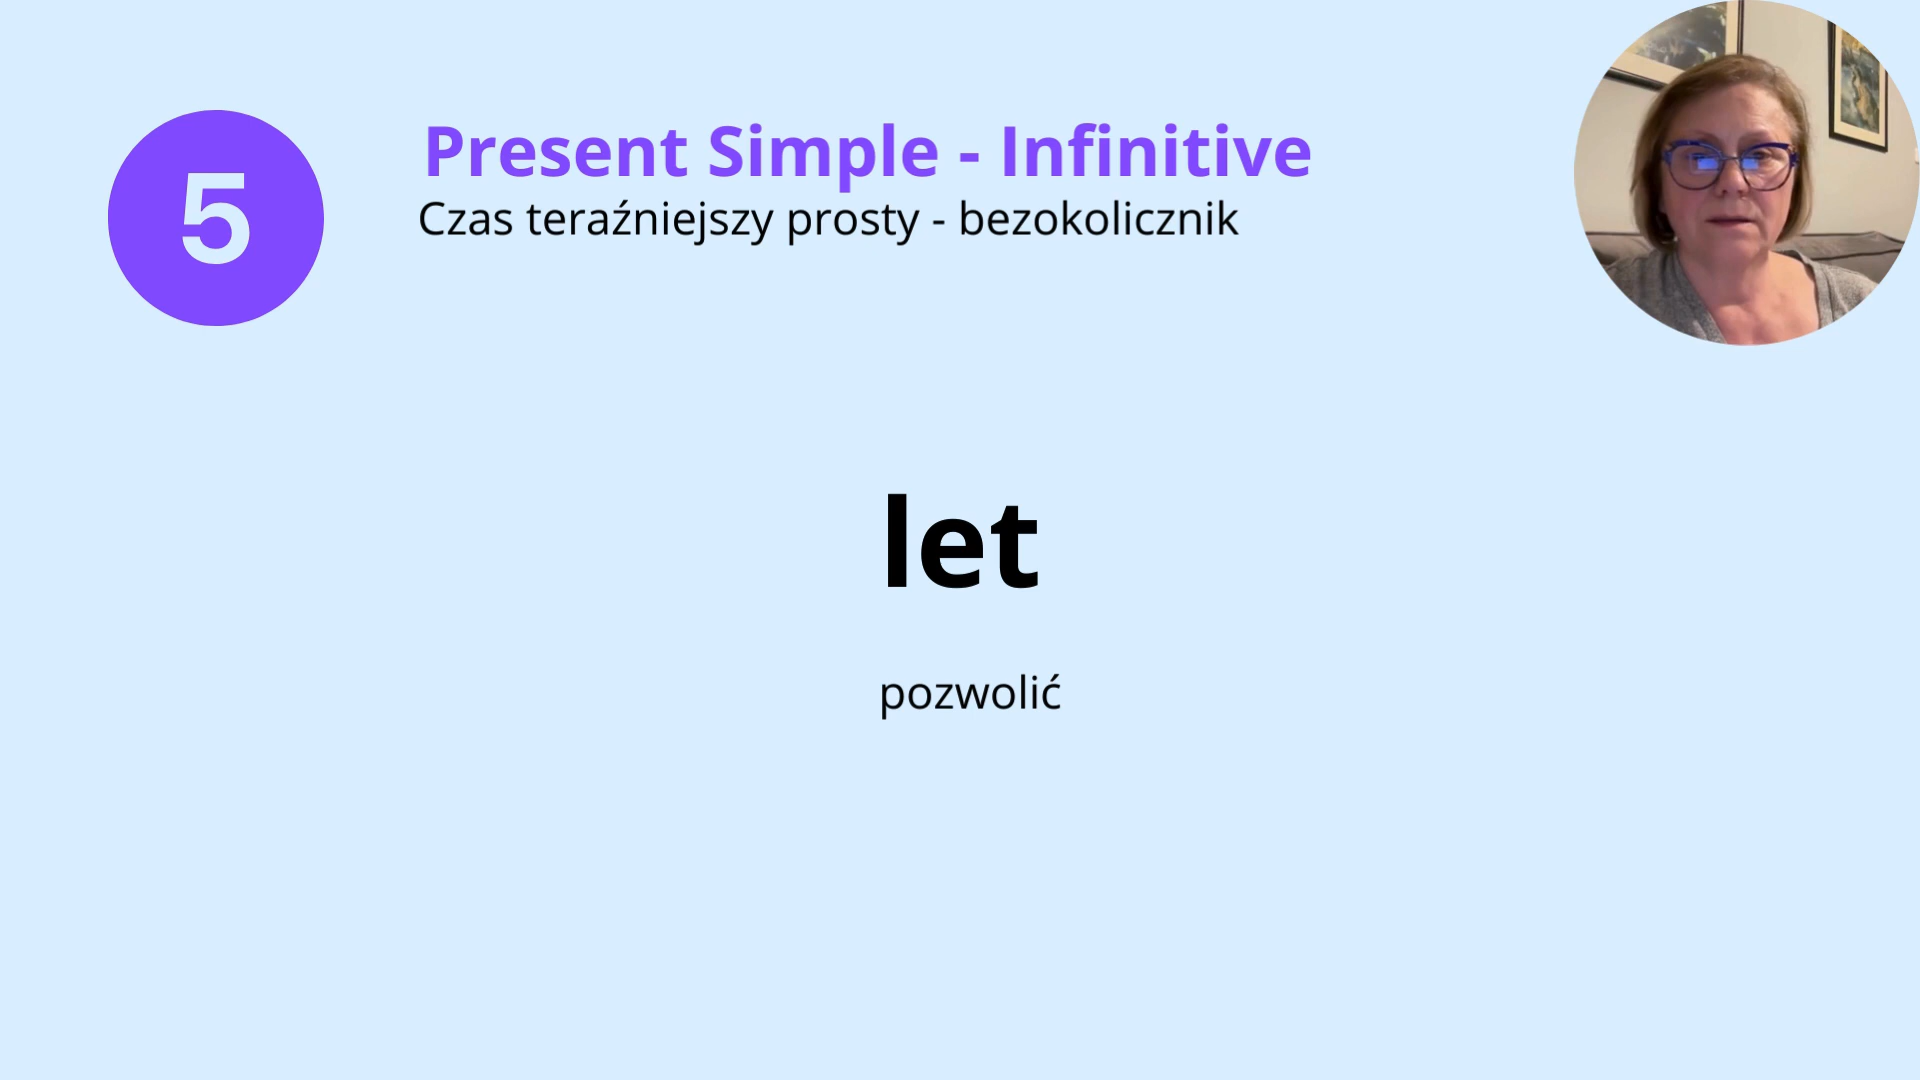 5
Present Simple - Infinitive
Czas teraźniejszy prosty - bezokolicznik
let
pozwolić